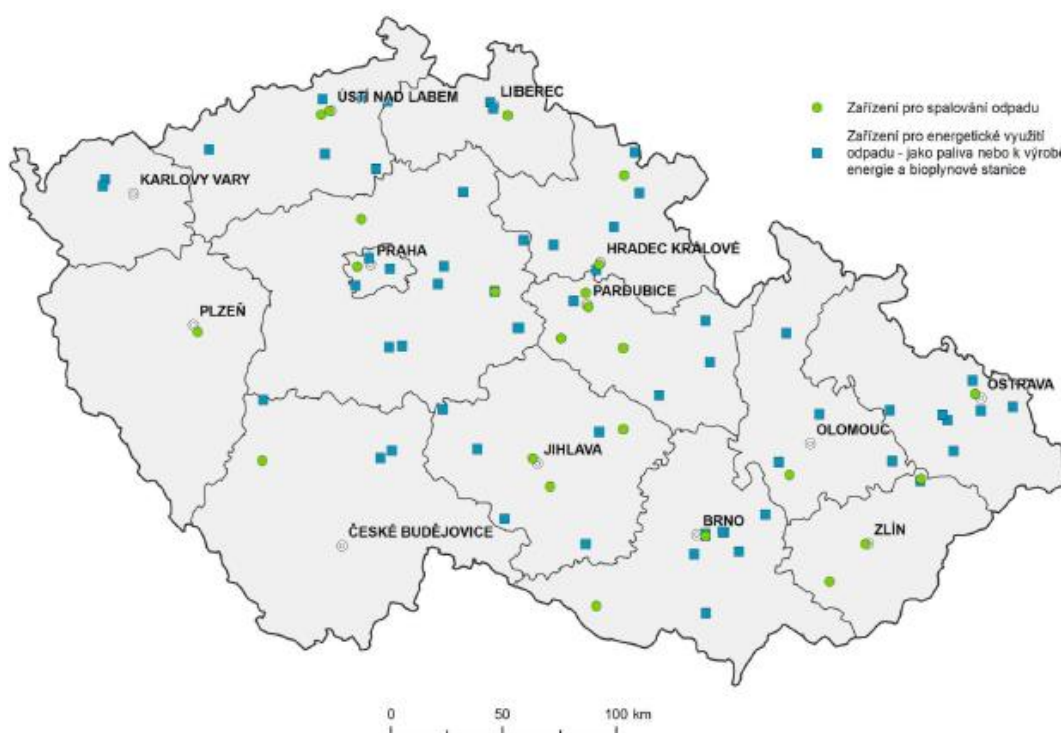 ÚSTÍ NAD LABEM
LIBEREC
Zařízení pro spalování odpadu
Zařízení pro energetické využití
odpadu - jako paliva nebo k výrobě
energie a bioplynové stanice
KARLOVY VARY
HRADEC KRÁLOVÉ
PRAHA
PARDUBICE
PLZEŇ
OSTRAVA
OLOMOUC
JIHLAVA
BRNO
ZLÍN
ČESKÉ BUDĚJOVICE
0 50 100 km